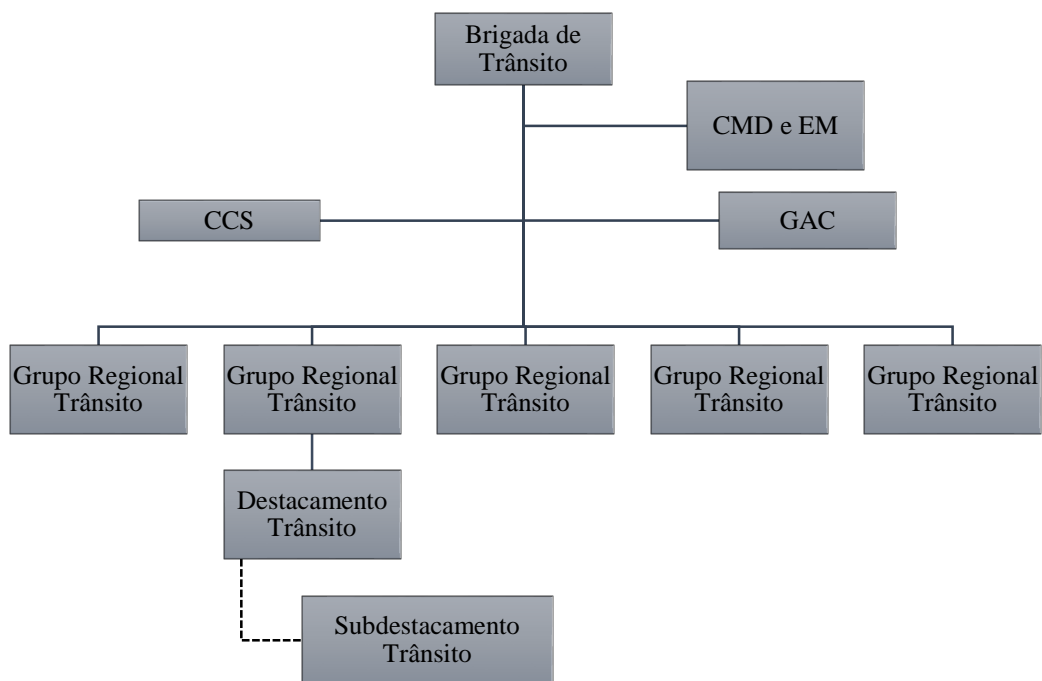 Brigada de
Trânsito
CMD e EM
CCS
GAC
Grupo Regional
Trânsito
Grupo Regional
Trânsito
Grupo Regional
Trânsito
Grupo Regional
Trânsito
Grupo Regional
Trânsito
Destacamento
Trânsito
Subdestacamento
Trânsito